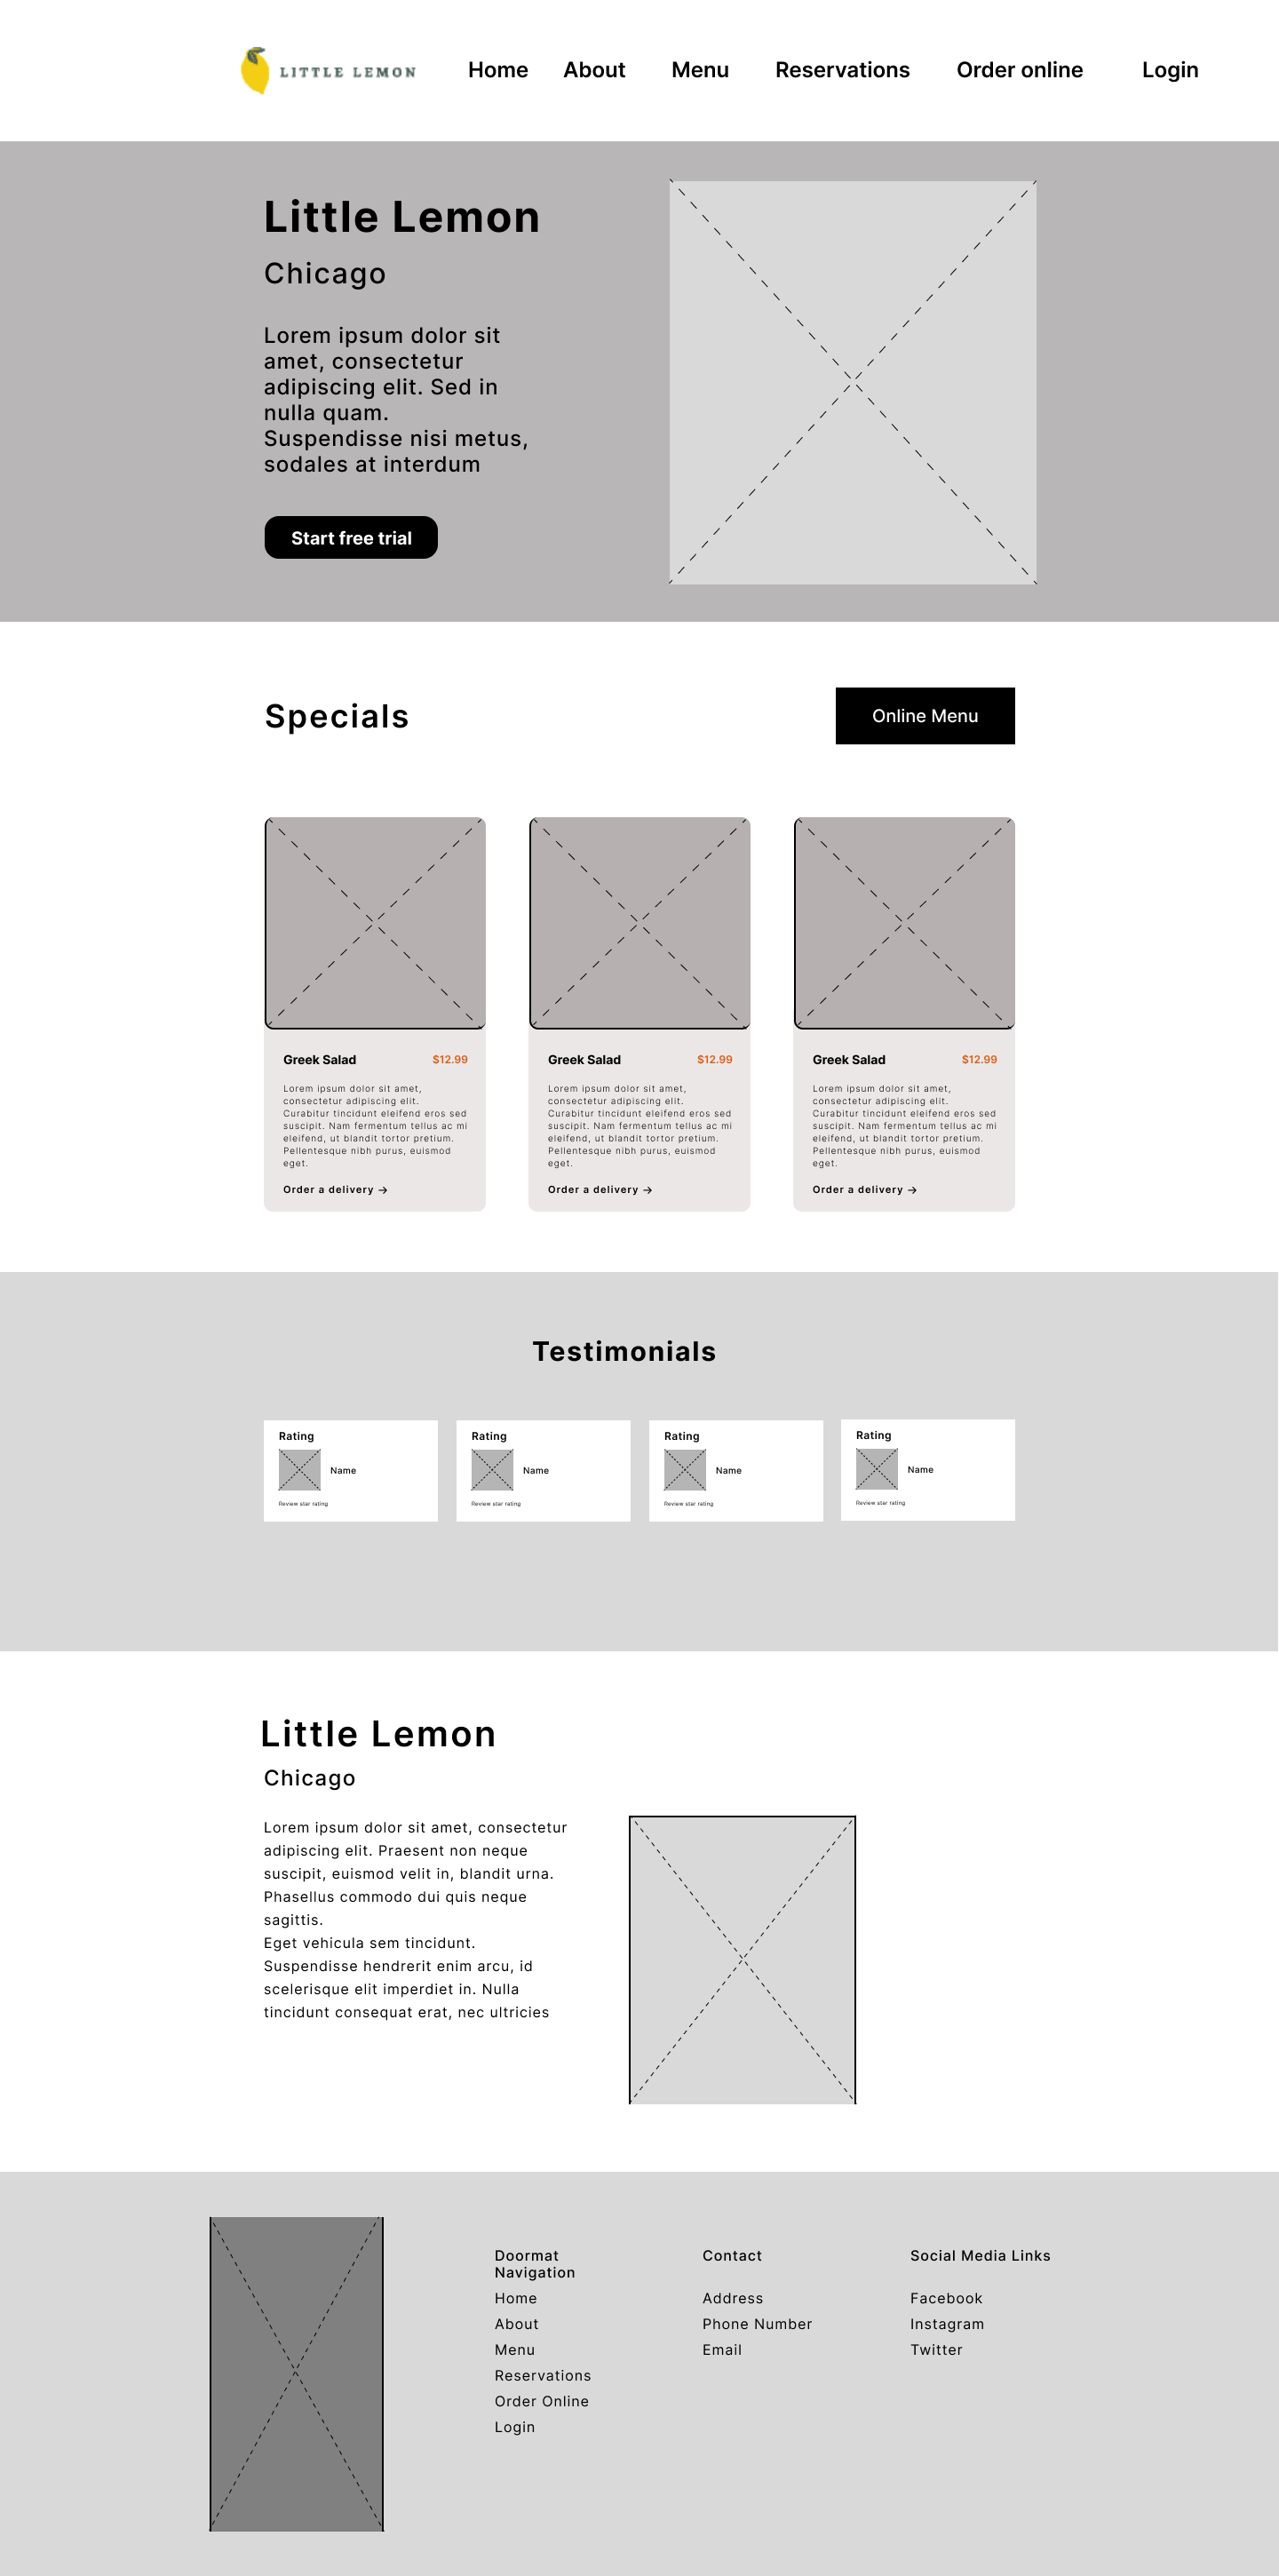 LITTLE LEMON
Home About Menu Reservations Order online Login
Little Lemon
Chicago
Lorem ipsum dolor sit
amet, consectetur
adipiscing elit. Sed in
nulla quam.
Suspendisse nisi metus,
sodales at interdum
Start free trial
Specials
Online Menu
Greek Salad $12.99
Lorem ipsum dolor sit amet,
consectetur adipiscing elit.
Curabitur tincidunt eleifend eros sed
suscipit. Nam fermentum tellus ac mi
eleifend, ut blandit tortor pretium.
Pellentesque nibh purus, euismod
eget.
Order a delivery →
Greek Salad $12.99
Lorem ipsum dolor sit amet,
consectetur adipiscing elit.
Curabitur tincidunt eleifend eros sed
suscipit. Nam fermentum tellus ac mi
eleifend, ut blandit tortor pretium.
Pellentesque nibh purus, euismod
eget.
Order a delivery →
Greek Salad $12.99
Lorem ipsum dolor sit amet,
consectetur adipiscing elit.
Curabitur tincidunt eleifend eros sed
suscipit. Nam fermentum tellus ac mi
eleifend, ut blandit tortor pretium.
Pellentesque nibh purus, euismod
eget.
Order a delivery →
Testimonials
Rating
Name
Review star rating
Rating
Name
Review star rating
Rating
Name
Review star rating
Rating
Name
Review star rating
Little Lemon
Chicago
Lorem ipsum dolor sit amet, consectetur
adipiscing elit. Praesent non neque
suscipit, euismod velit in, blandit urna.
Phasellus commodo dui quis neque
sagittis.
Eget vehicula sem tincidunt.
Suspendisse hendrerit enim arcu, id
scelerisque elit imperdiet in. Nulla
tincidunt consequat erat, nec ultricies
Doormat
Navigation
Home
About
Menu
Reservations
Order Online
Login
Contact
Address
Phone Number
Email
Social Media Links
Facebook
Instagram
Twitter